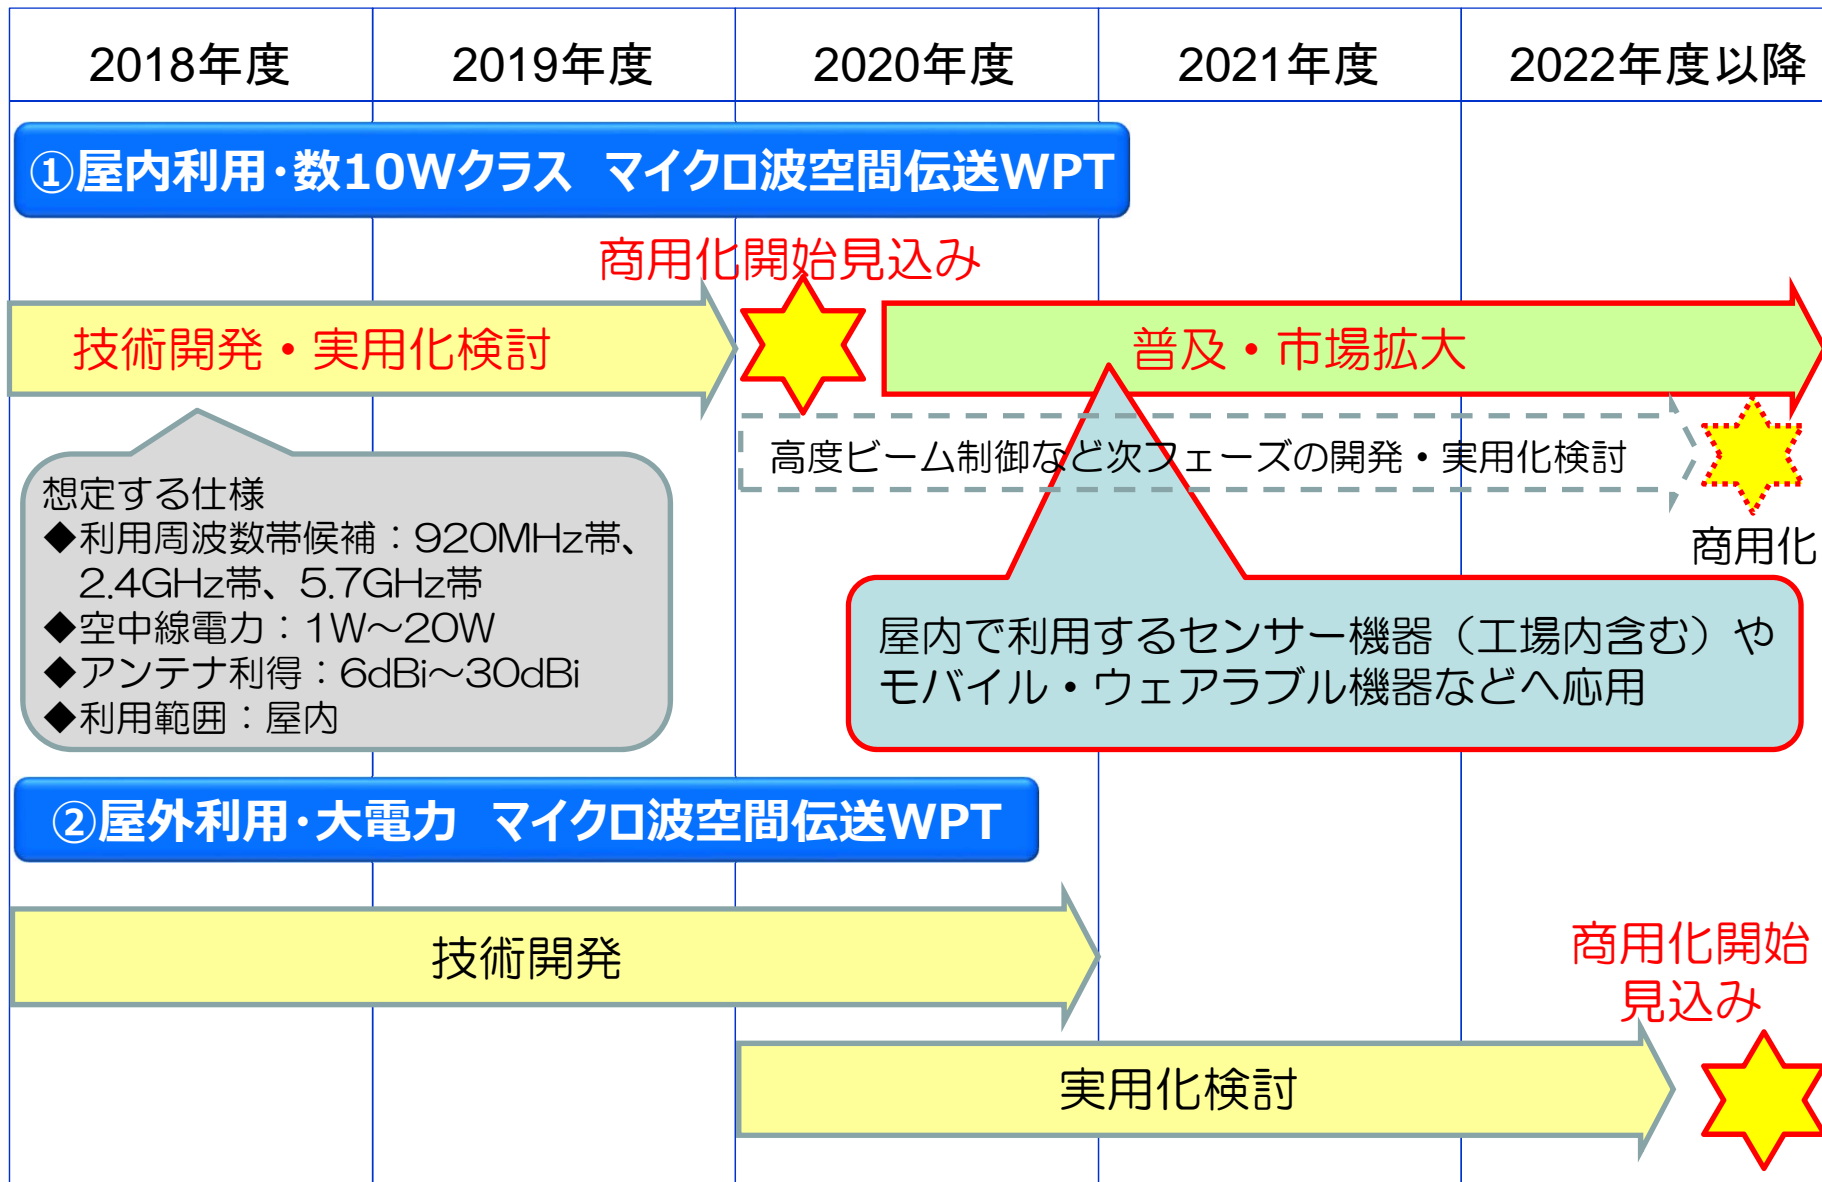 2018年度
2019年度
2020年度
2021年度
2022年度以降
①屋内利用・数10Wクラス　マイクロ波空間伝送WPT
商用化開始見込み
技術開発・実用化検討
普及・市場拡大
高度ビーム制御など次フェーズの開発・実用化検討
商用化
想定する仕様
◆利用周波数帯候補：920MHz帯、
2.4GHz帯、5.7GHz帯
◆空中線電力：1W～20W
◆アンテナ利得：6dBi～30dBi
◆利用範囲：屋内
屋内で利用するセンサー機器（工場内含む）や
モバイル・ウェアラブル機器などへ応用
②屋外利用・大電力　マイクロ波空間伝送WPT
技術開発
商用化開始
見込み
実用化検討